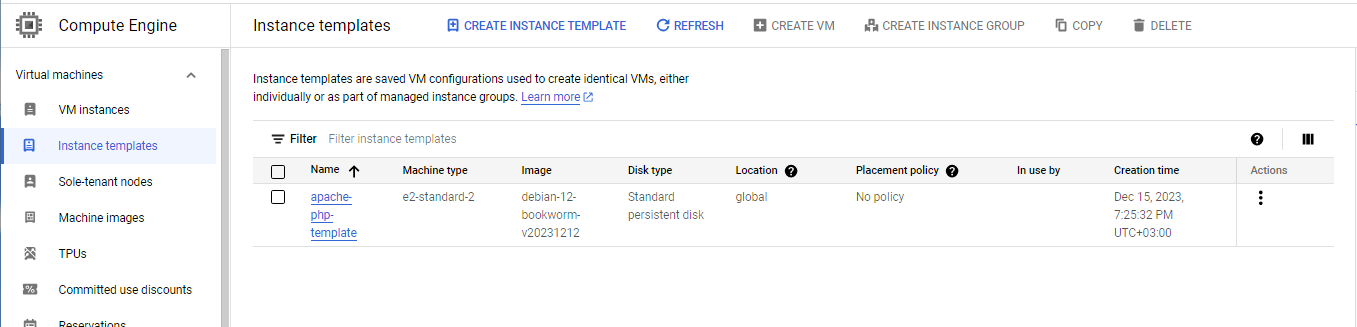 Compute Engine
Instance templates
CREATE INSTANCE TEMPLATE
REFRESH
CREATE VM
CREATE INSTANCE GROUP
COPY
DELETE
Virtual machines
VM instances
Instance templates
Sole-tenant nodes
Machine images
TPUs
Committed use discounts
Reservations
Instance templates are saved VM configurations used to create identical VMs, either
individually or as part of managed instance groups. Learn more
Filter Filter instance templates
Name Machine type Image Disk type Location Placement policy In use by Creation time Actions
apache- e2-standard-2 debian-12- Standard global No policy Dec 15, 2023,
php- bookworm- persistent disk 7:25:32 PM
template v20231212 UTC+03:00